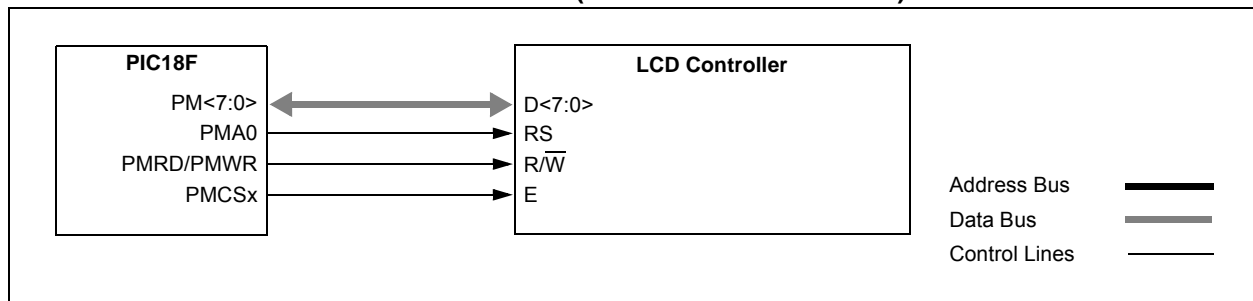 PIC18F
LCD Controller
PM<7:0>
D<7:0>
PMA0
RS
PMRD/PMWR
R/W̅
PMCSx
E
Address Bus
Data Bus
Control Lines